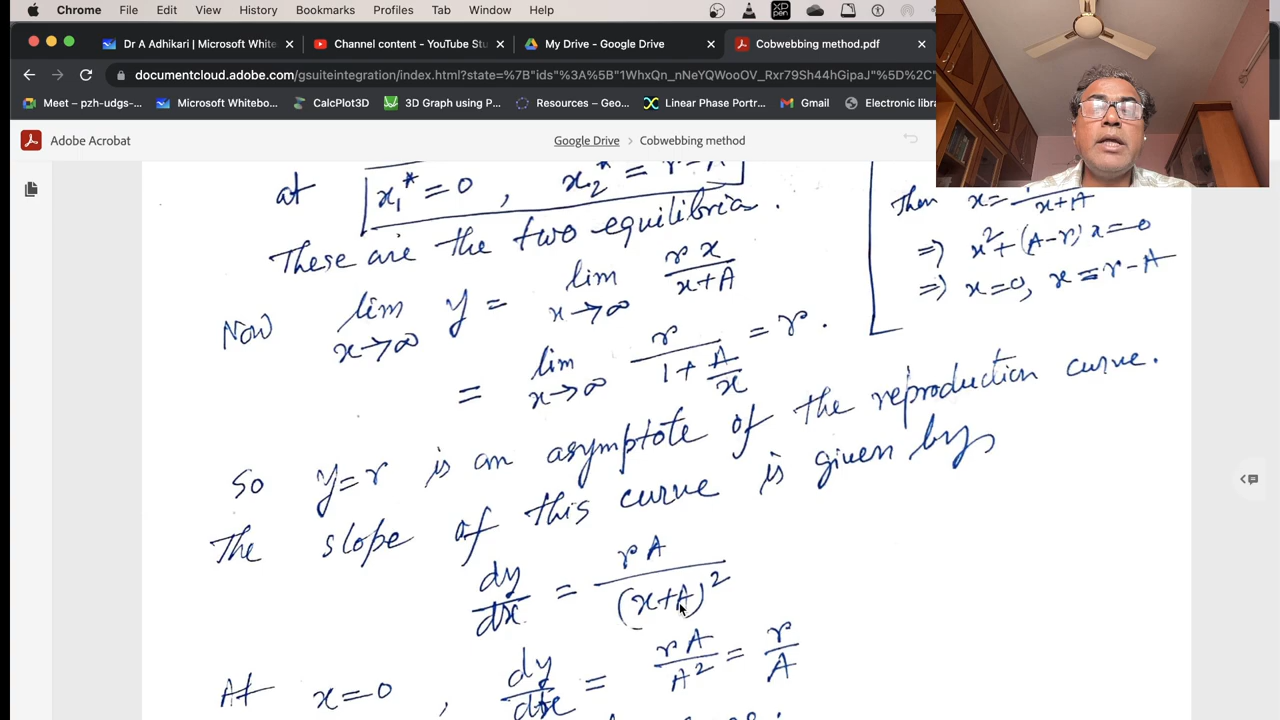 Chrome File Edit View History Bookmarks Profiles Tab Window Help
Dr A Adhikari | Microsoft White × Channel content - YouTube Stu × My Drive - Google Drive × Cobwebbing method.pdf ×
documentcloud.adobe.com/gsuiteintegration/index.html?state=%7B"ids"%3A%5B"1WhxQn_nNeYQWooOV_Rxr79Sh44hGipaJ"%5D%2C"
Meet – pzh-udgs-... Microsoft Whitebo... CalcPlot3D 3D Graph using P... Resources – Geo... Linear Phase Portr... Gmail Electronic libra
Adobe Acrobat Google Drive > Cobwebbing method
at x₁* = 0 , x₂* = r - A
These are the two equilibria.
Then x = x+A
⇒ x² + (A-r) x = 0
⇒ x=0, x = r-A
Now lim x→∞ y = lim x→∞ r x / x+A
= lim x→∞ r / 1 + A/x = r .
So y=r is an asymptote of the reproduction curve.
The slope of this curve is given by,
dy/dx = r A / (x+A)²
At x=0 , dy/dx = r A / A² = r / A